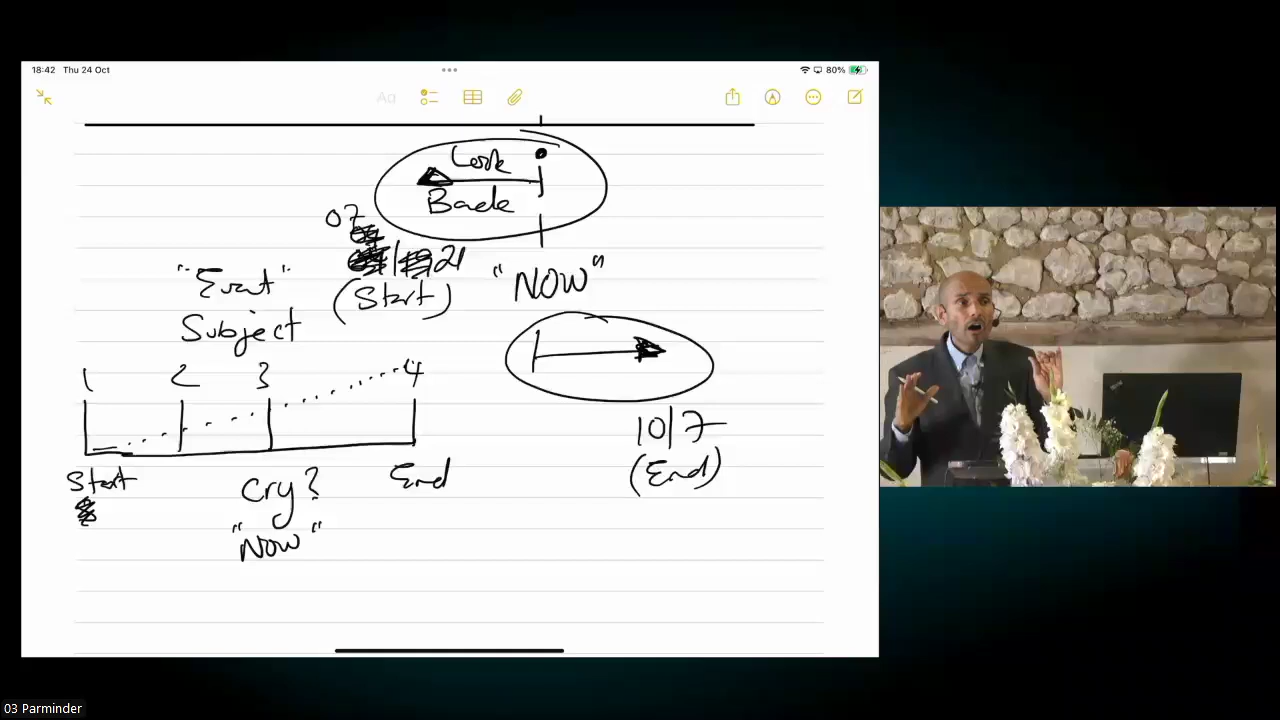 18:42 Thu 24 Oct
80%
Aa
Look
Back
07
21
"Event"
(Start)
"NOW"
Subject
1 2 3 4
10/7
Start
Cry?
End
(End)
"NOW"
03 Parminder